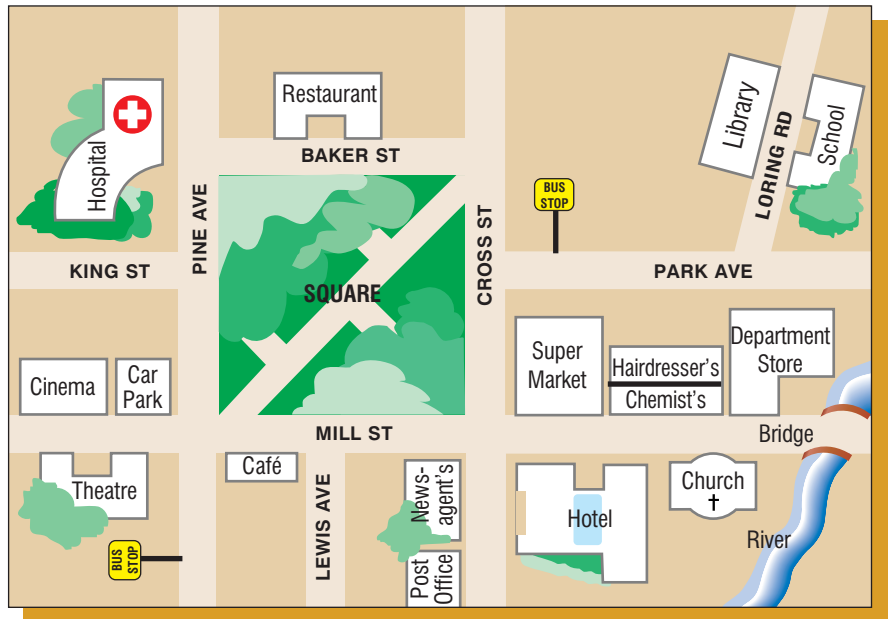 Hospital
Restaurant
BAKER ST
Library
LORING RD
School
BUS
STOP
PINE AVE
KING ST
SQUARE
CROSS ST
PARK AVE
Cinema
Car
Park
Super
Market
Hairdresser's
Chemist's
Department
Store
MILL ST
Bridge
Theatre
Café
LEWIS AVE
News-
agent's
Post
Office
Hotel
Church
River
BUS
STOP